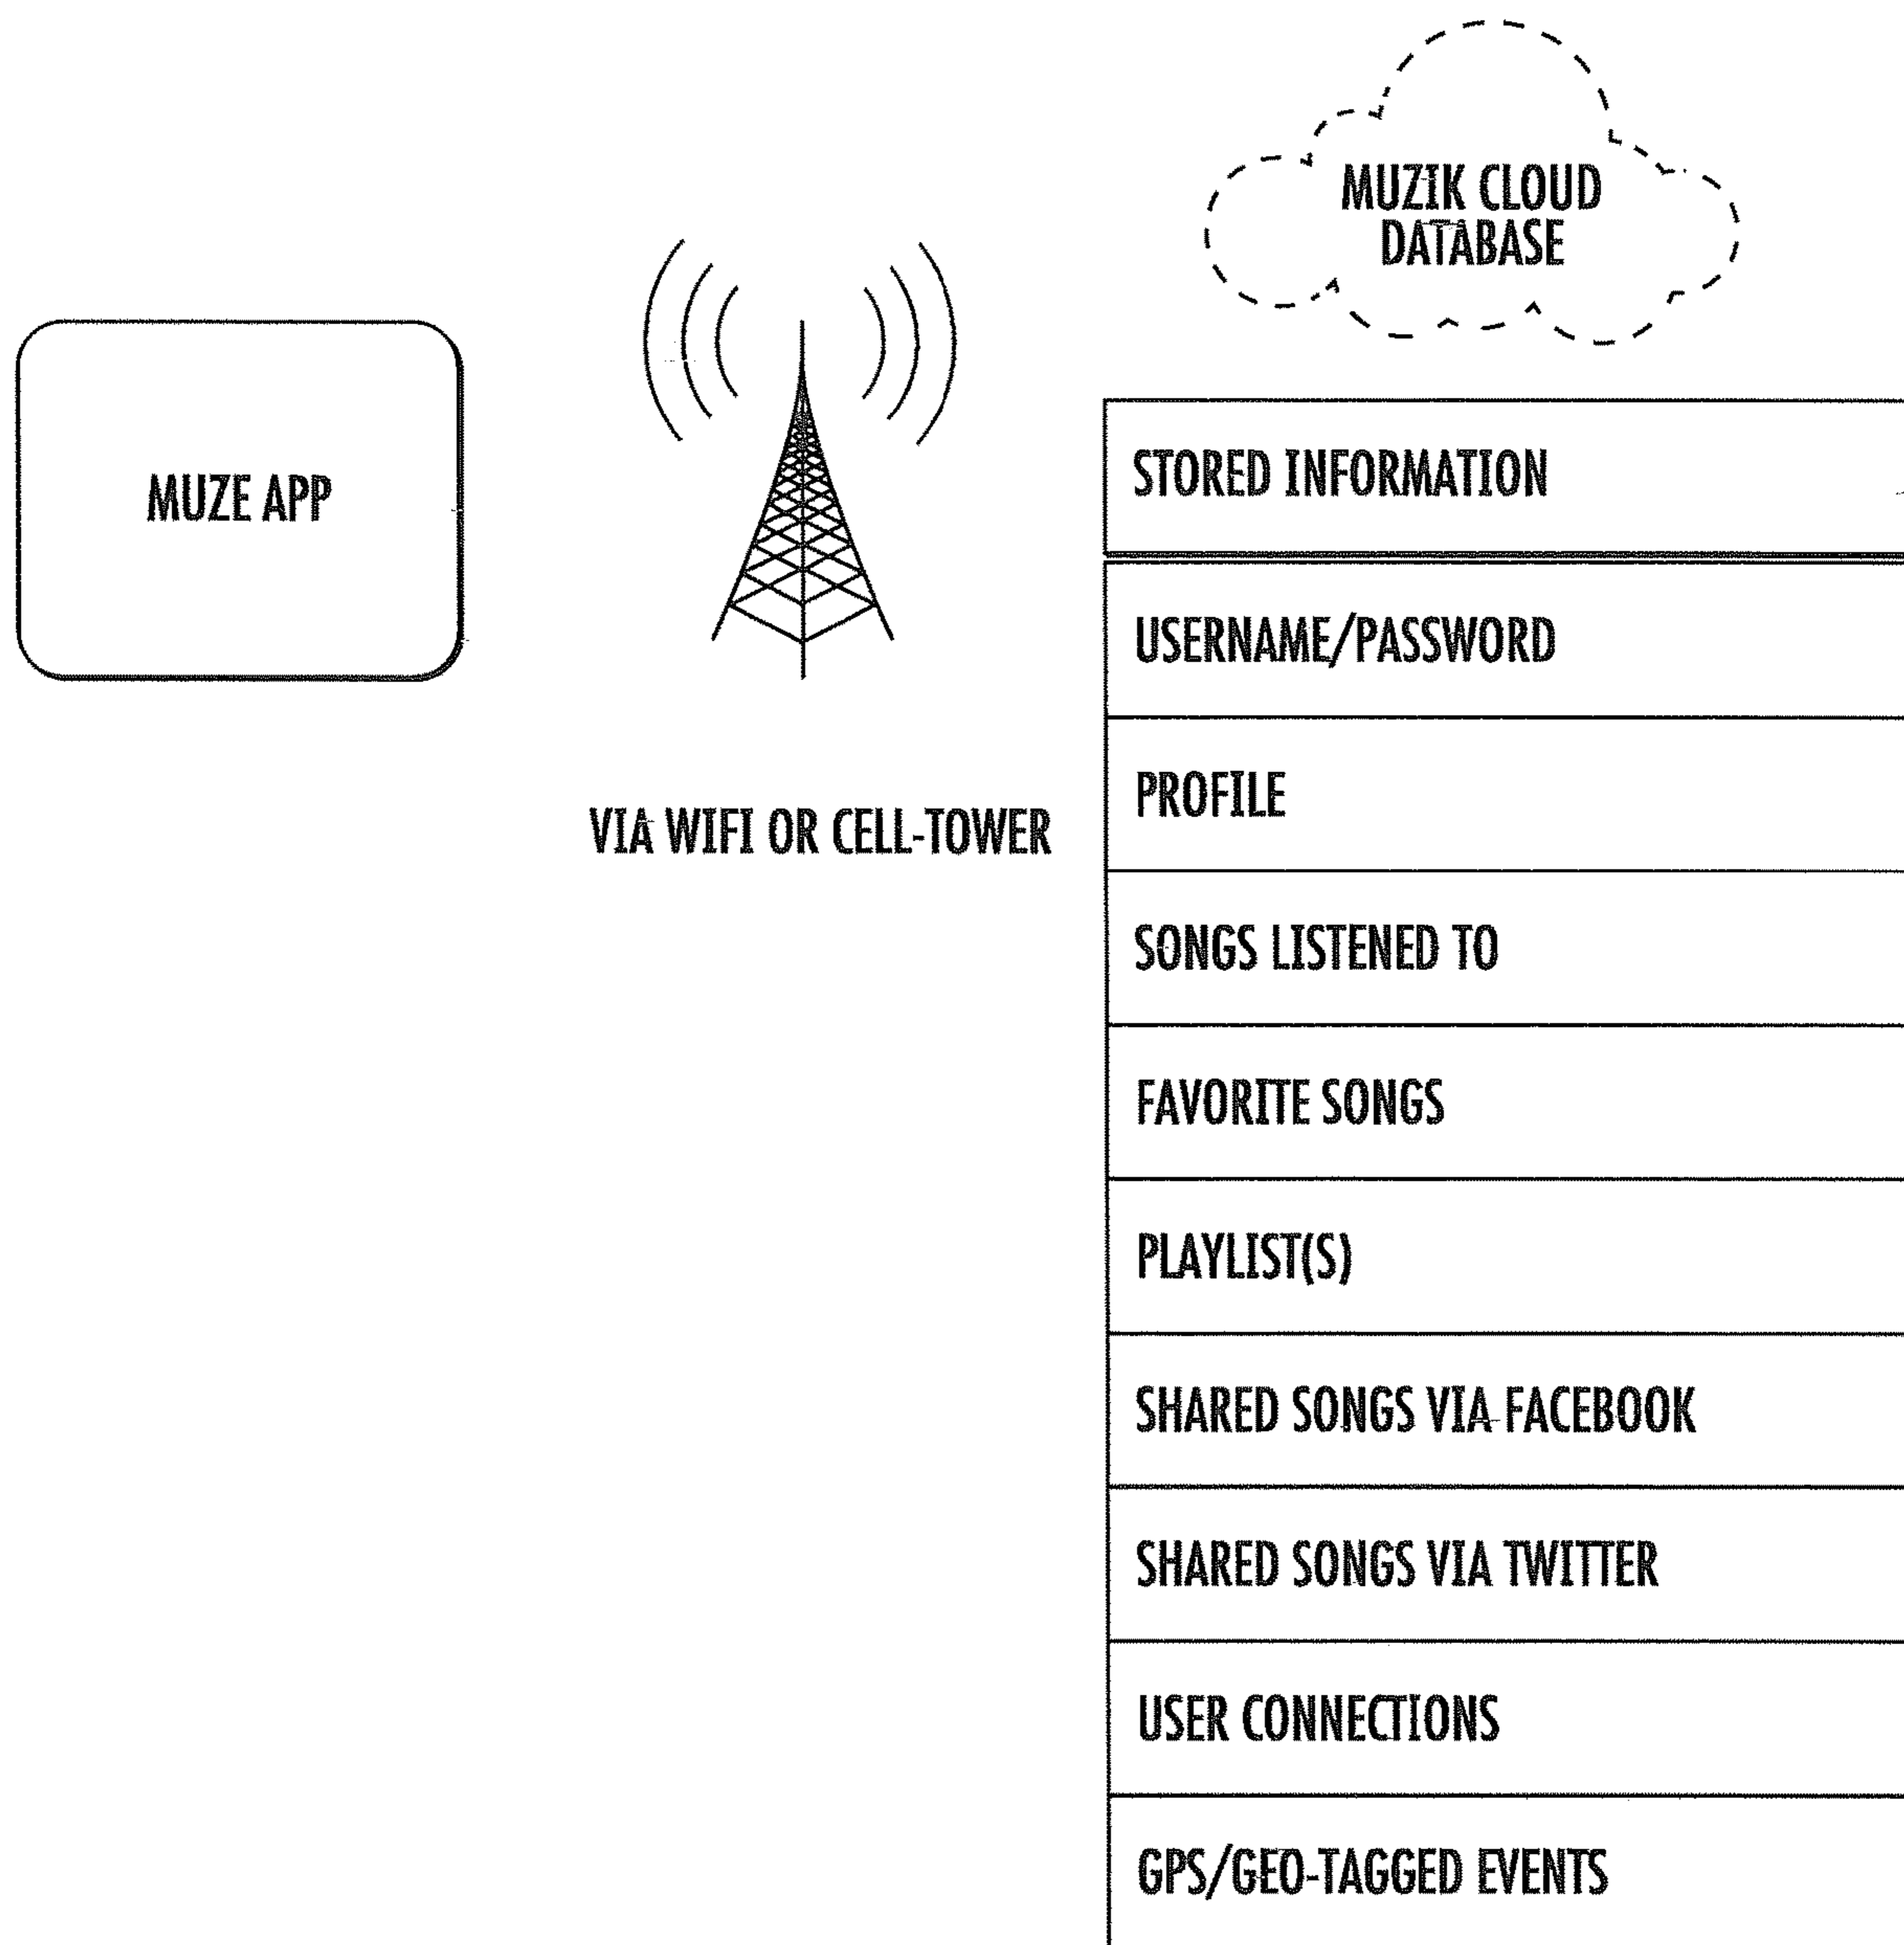 MUZIK CLOUD
DATABASE
MUZE APP
VIA WIFI OR CELL-TOWER
STORED INFORMATION
USERNAME/PASSWORD
PROFILE
SONGS LISTENED TO
FAVORITE SONGS
PLAYLIST(S)
SHARED SONGS VIA FACEBOOK
SHARED SONGS VIA TWITTER
USER CONNECTIONS
GPS/GEO-TAGGED EVENTS